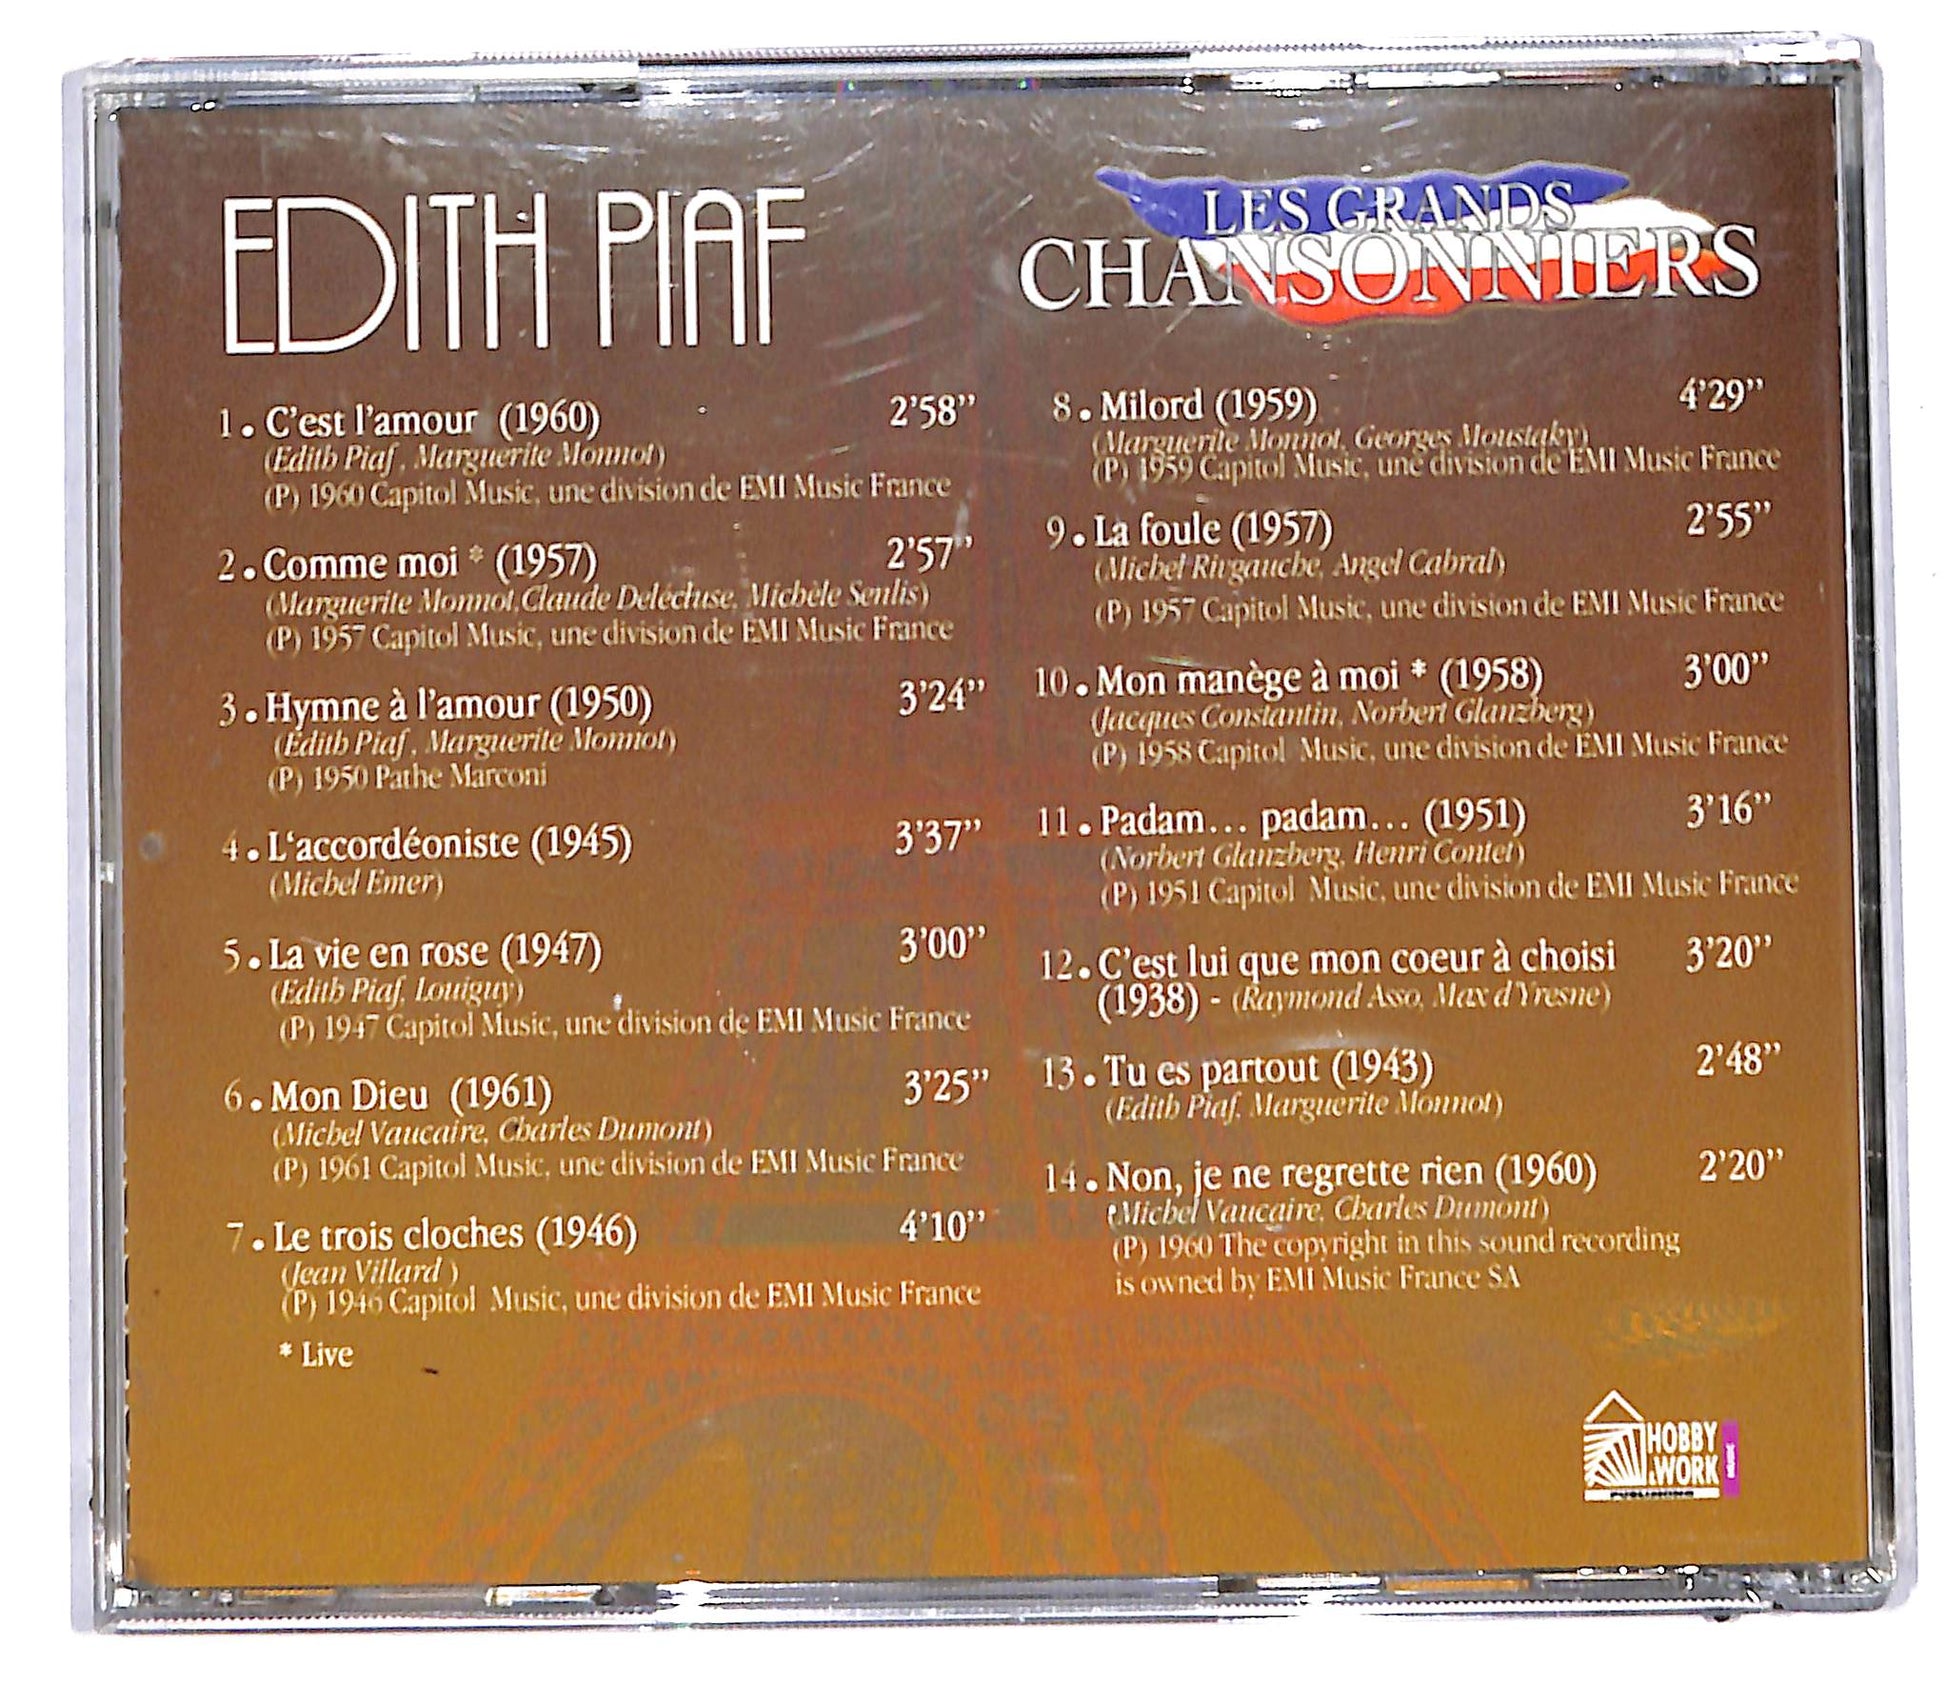 EDITH PIAF
LES GRANDS
CHANSONNIERS
1. C'est l'amour (1960) 2'58"
(Edith Piaf, Marguerite Monnot)
(P) 1960 Capitol Music, une division de EMI Music France
2. Comme moi * (1957) 2'57"
(Marguerite Monnot, Claude Delécluse, Michèle Senlis)
(P) 1957 Capitol Music, une division de EMI Music France
3. Hymne à l'amour (1950) 3'24"
(Edith Piaf, Marguerite Monnot)
(P) 1950 Pathe Marconi
4. L'accordéoniste (1945) 3'37"
(Michel Emer)
5. La vie en rose (1947) 3'00"
(Edith Piaf, Louiguy)
(P) 1947 Capitol Music, une division de EMI Music France
6. Mon Dieu (1961) 3'25"
(Michel Vaucaire, Charles Dumont)
(P) 1961 Capitol Music, une division de EMI Music France
7. Le trois cloches (1946) 4'10"
(Jean Villard )
(P) 1946 Capitol Music, une division de EMI Music France
* Live
8. Milord (1959) 4'29"
(Marguerite Monnot, Georges Moustaky)
(P) 1959 Capitol Music, une division de EMI Music France
9. La foule (1957) 2'55"
(Michel Rivgauche, Angel Cabral)
(P) 1957 Capitol Music, une division de EMI Music France
10. Mon manège à moi * (1958) 3'00"
(Jacques Constantin, Norbert Glanzberg)
(P) 1958 Capitol Music, une division de EMI Music France
11. Padam... padam... (1951) 3'16"
(Norbert Glanzberg, Henri Contet)
(P) 1951 Capitol Music, une division de EMI Music France
12. C'est lui que mon coeur à choisi 3'20"
(1938) - (Raymond Asso, Max d'Yresne)
13. Tu es partout (1943) 2'48"
(Edith Piaf, Marguerite Monnot)
14. Non, je ne regrette rien (1960) 2'20"
(Michel Vaucaire, Charles Dumont)
(P) 1960 The copyright in this sound recording
is owned by EMI Music France SA
HOBBY
& WORK
PUBLISHING